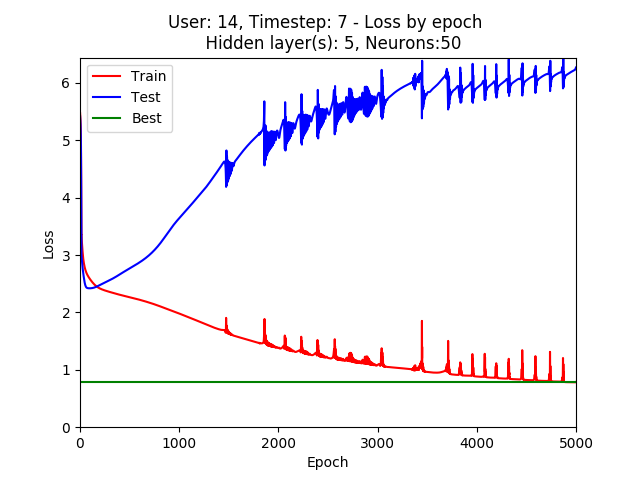 User: 14, Timestep: 7 - Loss by epoch
Hidden layer(s): 5, Neurons:50
Train
Test
Best
6
5
4
3
2
1
0
Loss
0 1000 2000 3000 4000 5000
Epoch